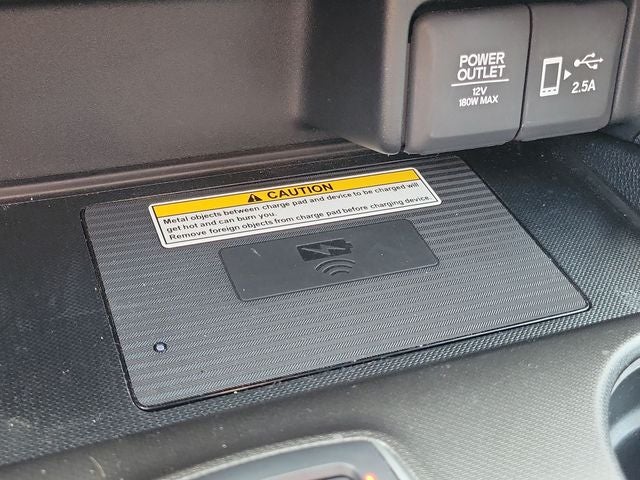 POWER
OUTLET
12V
180W MAX
2.5A
CAUTION
Metal objects between charge pad and device to be charged will
get hot and can burn you.
Remove foreign objects from charge pad before charging device.